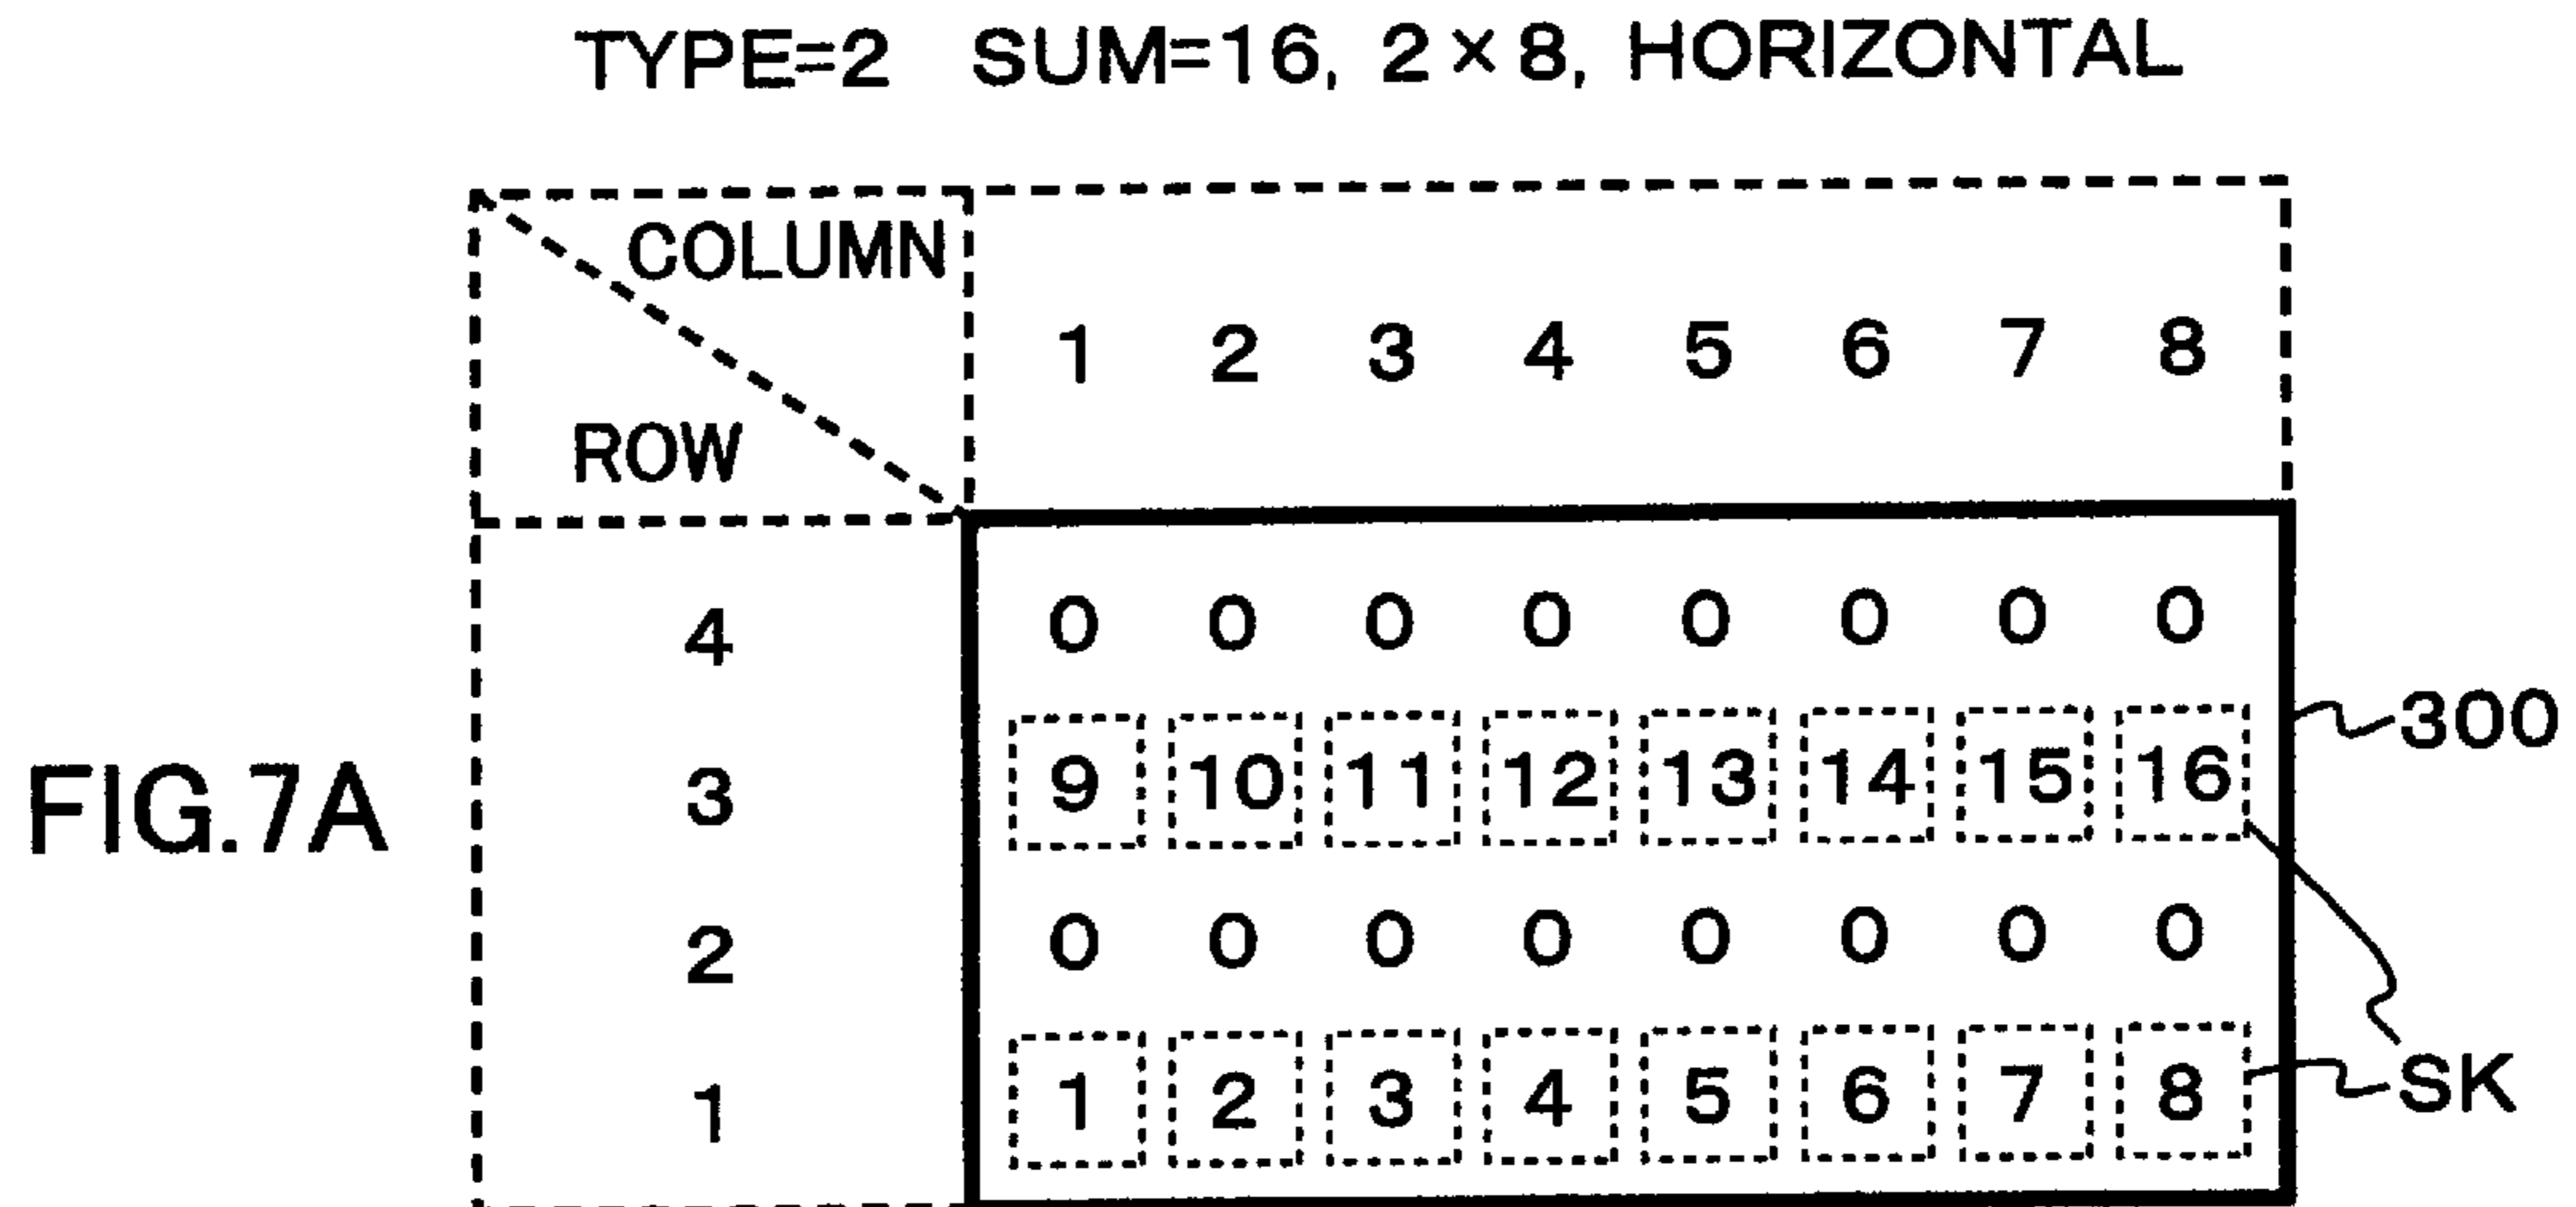 TYPE=2 SUM=16, 2×8, HORIZONTAL
COLUMN
ROW
1 2 3 4 5 6 7 8
4 0 0 0 0 0 0 0 0
300
FIG.7A
3 9 10 11 12 13 14 15 16
2 0 0 0 0 0 0 0 0
1 1 2 3 4 5 6 7 8
SK